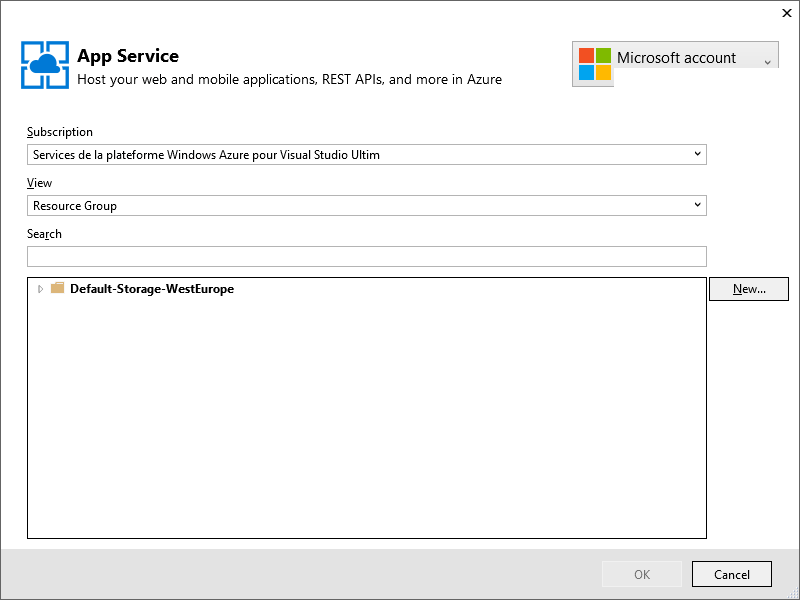 App Service
Host your web and mobile applications, REST APIs, and more in Azure
Microsoft account
Subscription
Services de la plateforme Windows Azure pour Visual Studio Ultim
View
Resource Group
Search
Default-Storage-WestEurope
New...
OK
Cancel